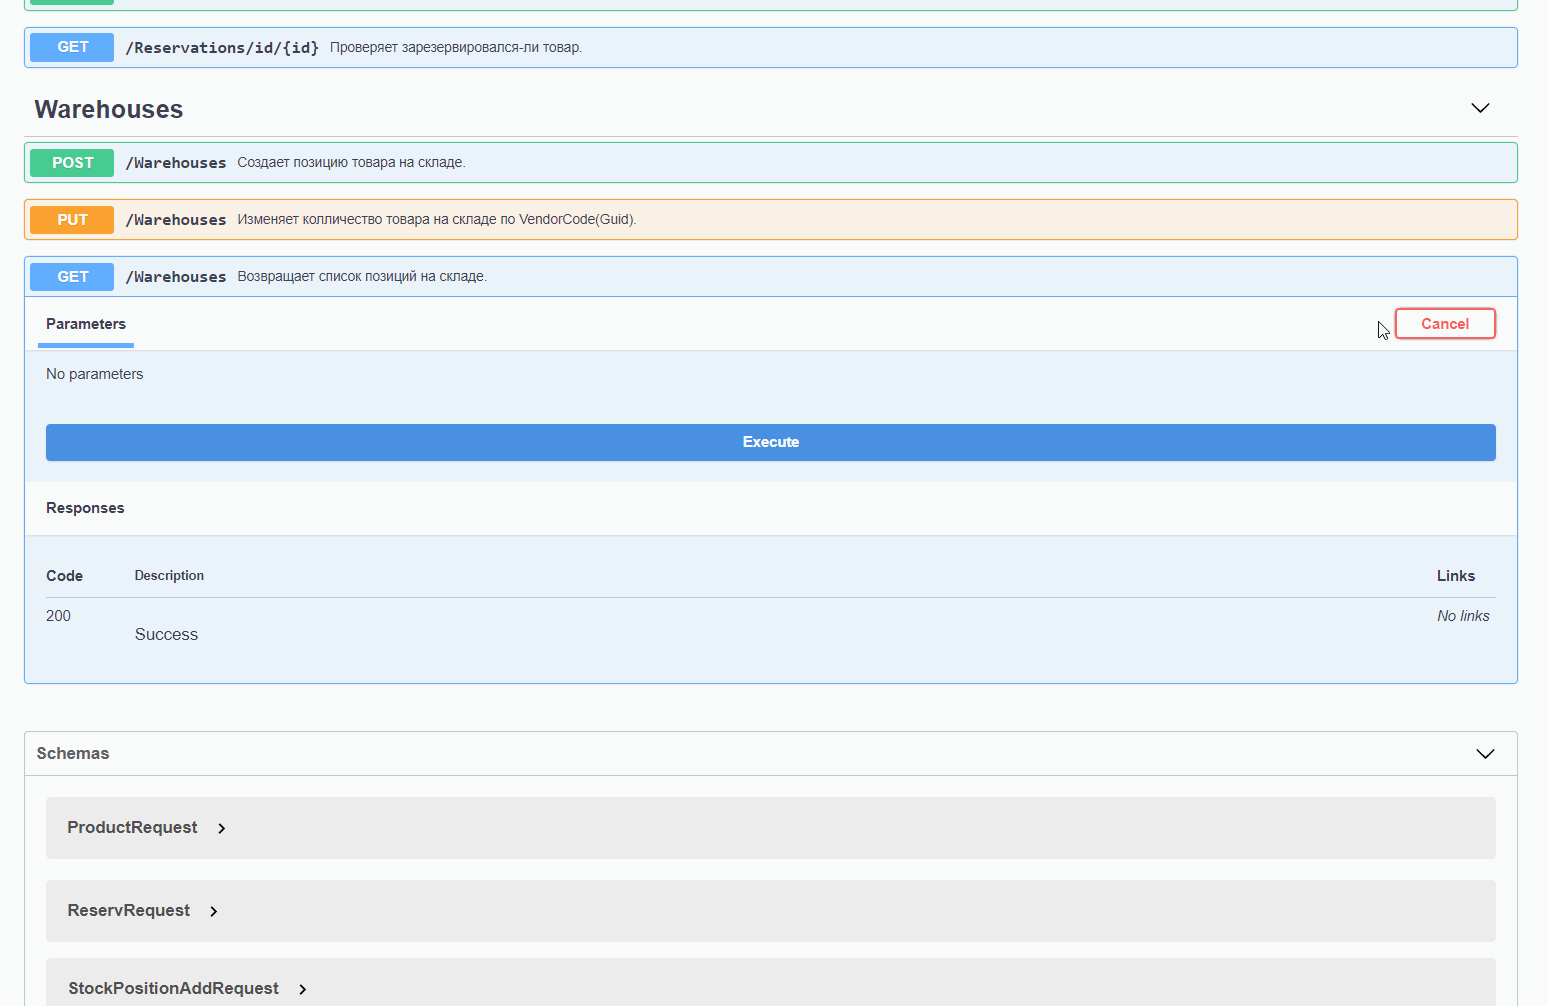 GET /Reservations/id/{id} Проверяет зарезервировался-ли товар.
Warehouses
POST /Warehouses Создает позицию товара на складе.
PUT /Warehouses Изменяет колличество товара на складе по VendorCode(Guid).
GET /Warehouses Возвращает список позиций на складе.
Parameters Cancel
No parameters
Execute
Responses
Code Description Links
200 Success No links
Schemas
ProductRequest
ReservRequest
StockPositionAddRequest